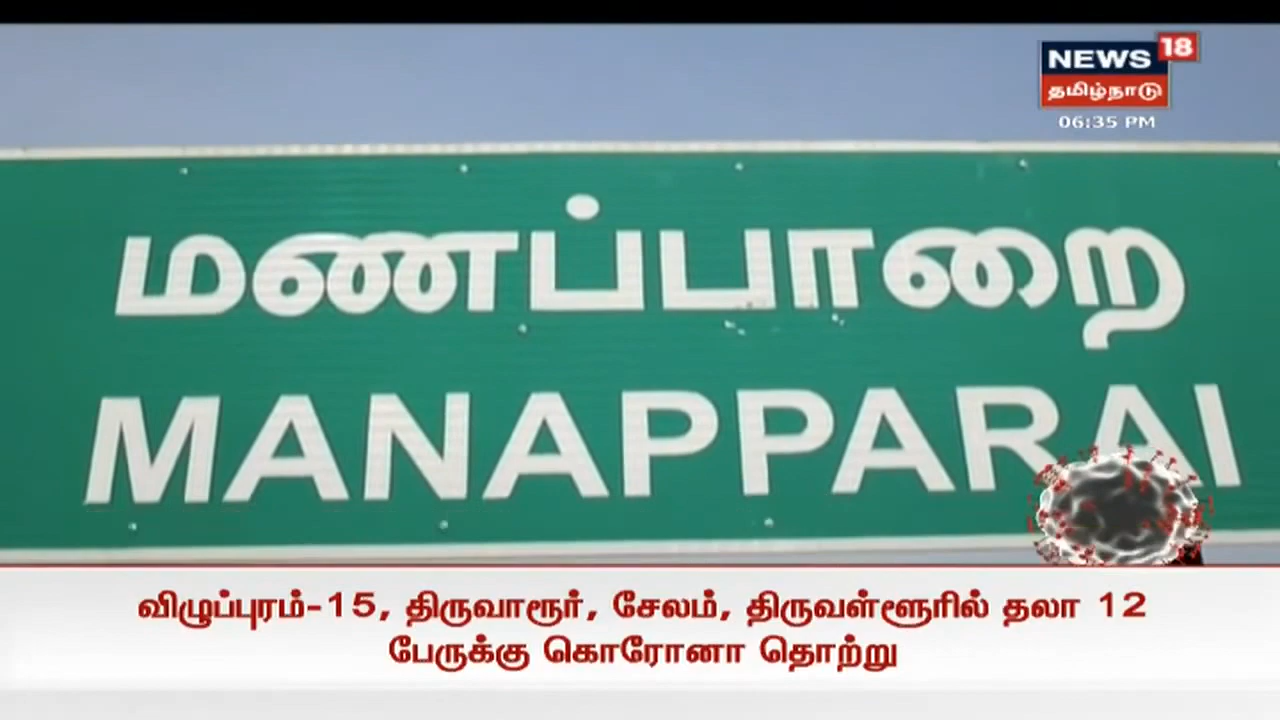 NEWS 18
தமிழ்நாடு
06:35 PM
மணப்பாறை
MANAPPARAI
விழுப்புரம்-15, திருவாரூர், சேலம், திருவள்ளூரில் தலா 12
பேருக்கு கொரோனா தொற்று